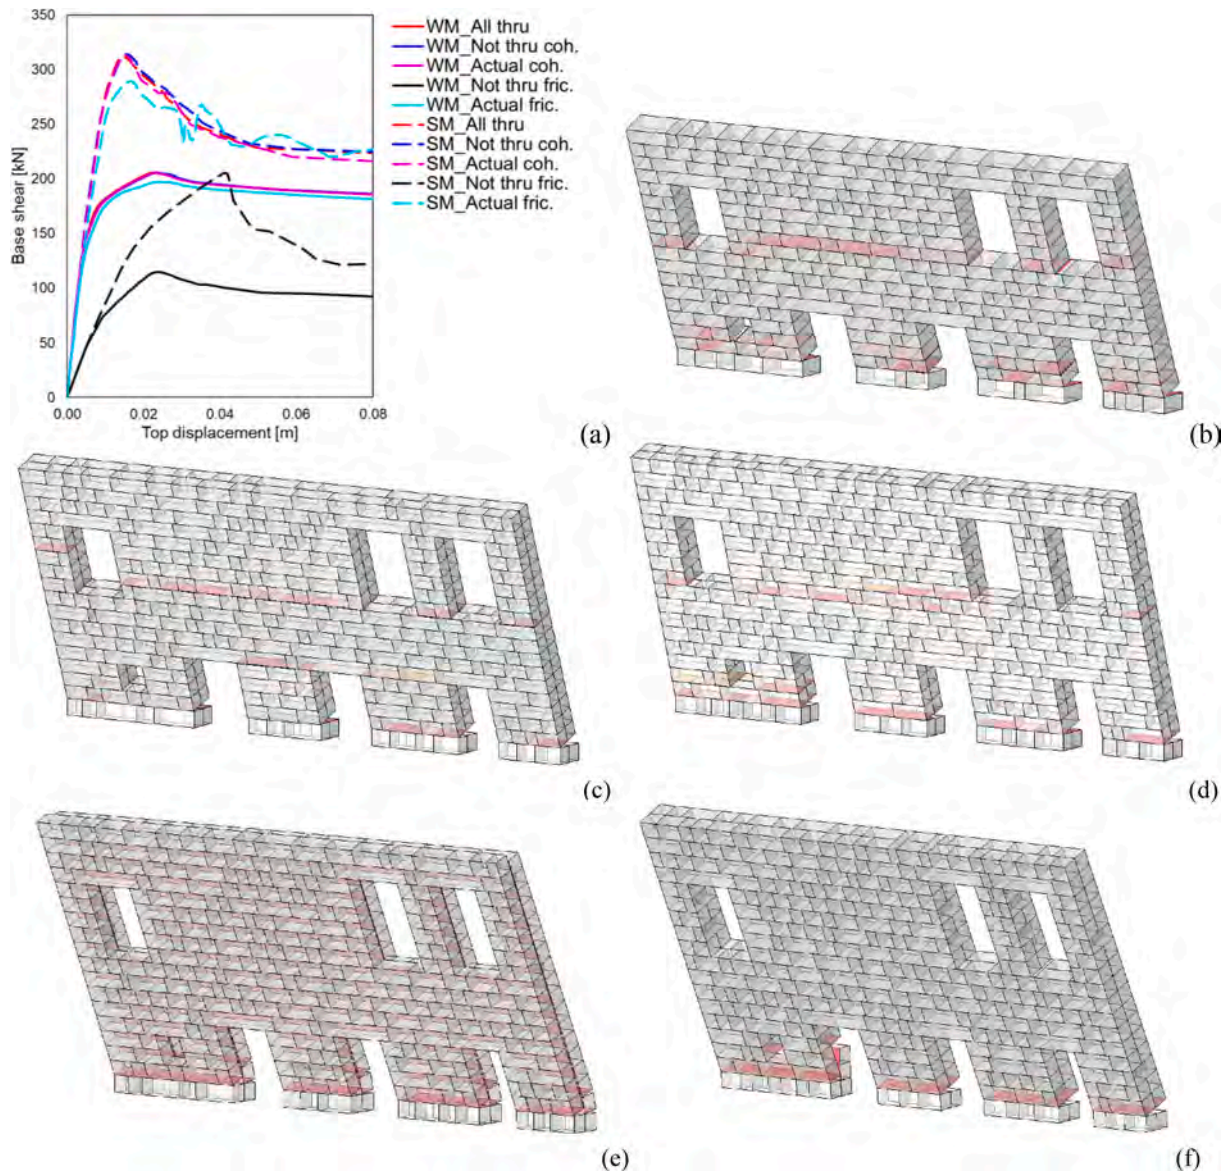 350
300
250
200
150
100
50
0
Base shear [kN]
0.00 0.02 0.04 0.06 0.08
Top displacement [m]
WM_All thru
WM_Not thru coh.
WM_Actual coh.
WM_Not thru fric.
WM_Actual fric.
SM_All thru
SM_Not thru coh.
SM_Actual coh.
SM_Not thru fric.
SM_Actual fric.
(a)
(b)
(c)
(d)
(e)
(f)